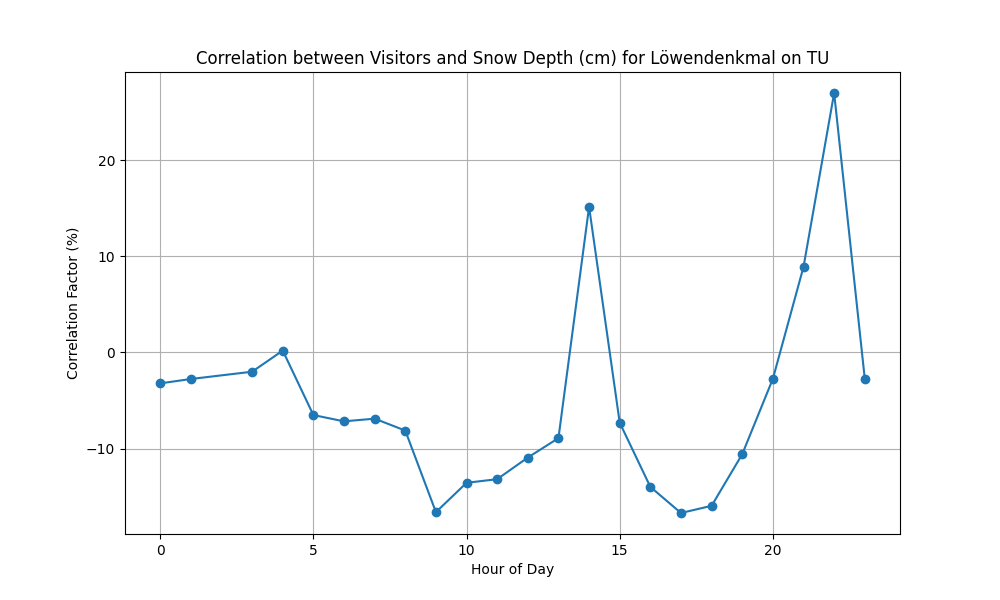 Correlation between Visitors and Snow Depth (cm) for Löwendenkmal on TU
Correlation Factor (%)
20
10
0
−10
0 5 10 15 20
Hour of Day